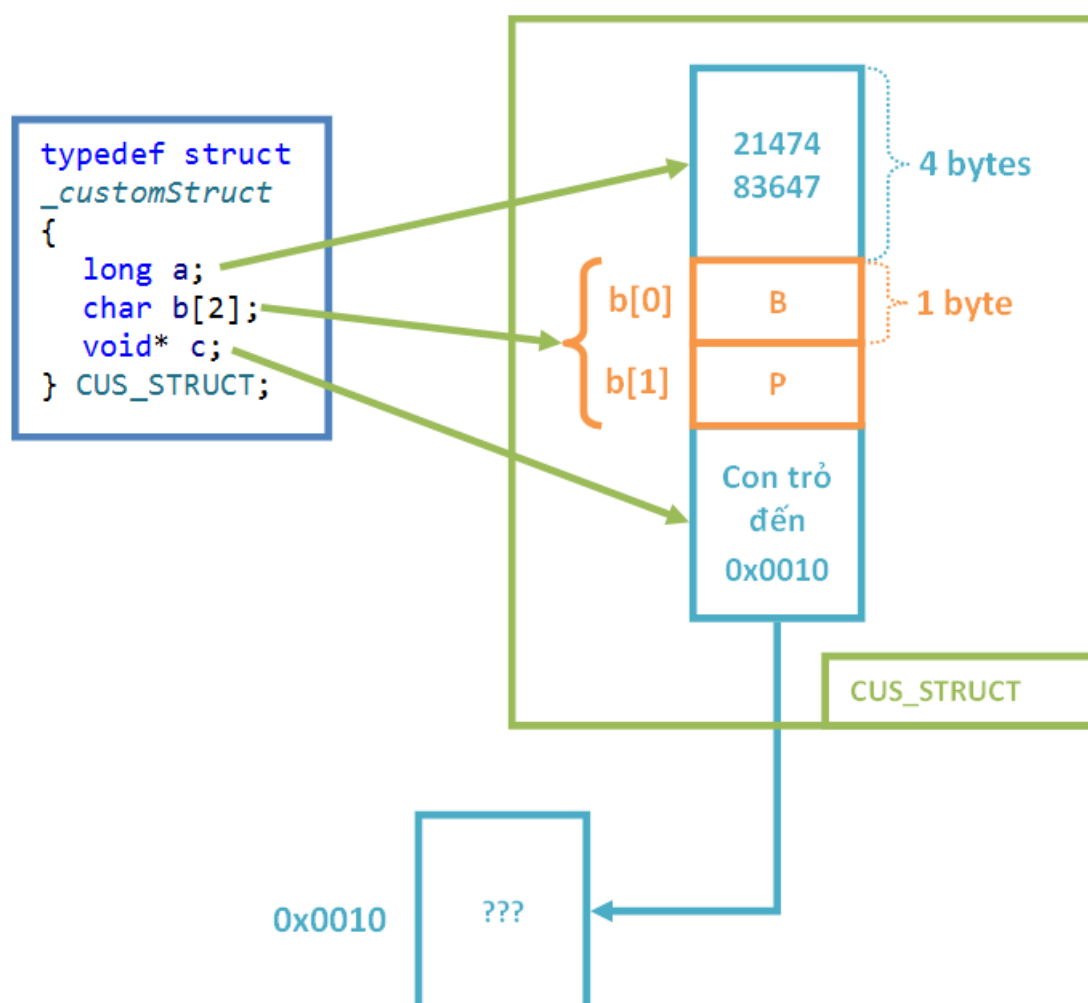 typedef struct
_customStruct
{
long a;
char b[2];
void* c;
} CUS_STRUCT;
21474
83647
4 bytes
b[0]
B
1 byte
b[1]
P
Con trỏ
đến
0x0010
CUS_STRUCT
0x0010
???